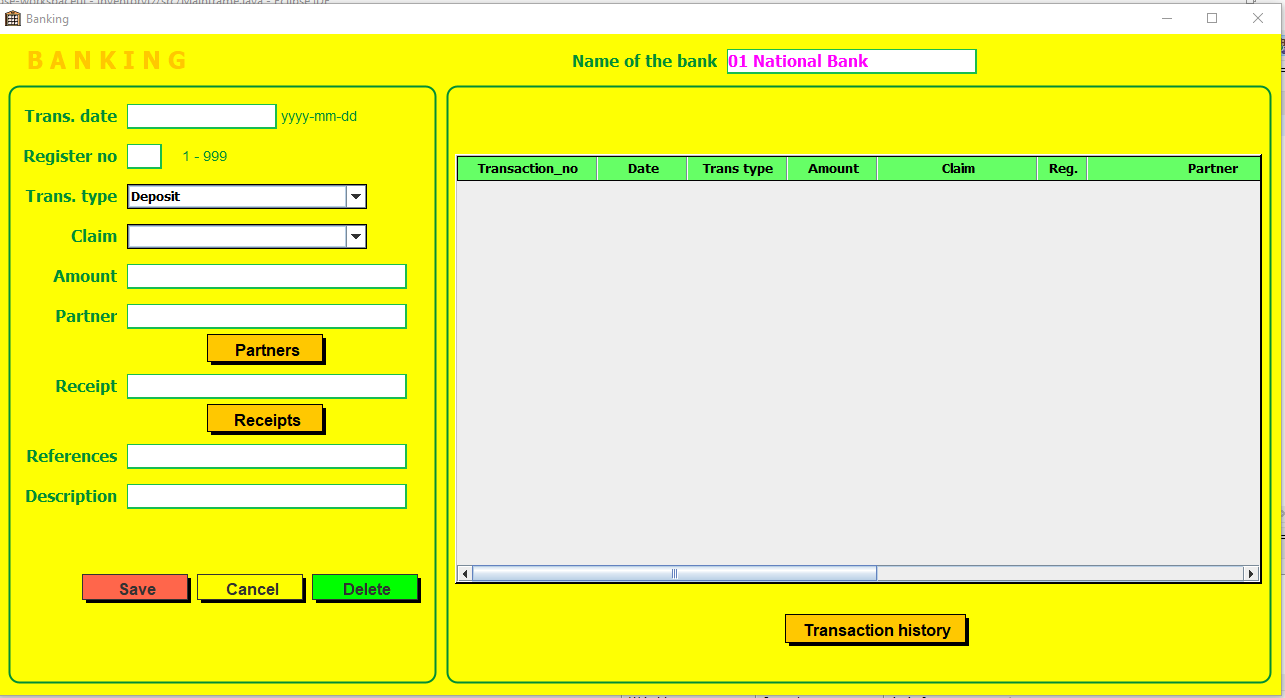 Banking
B A N K I N G
Name of the bank 01 National Bank
Trans. date yyyy-mm-dd
Register no 1 - 999
Trans. type Deposit
Claim
Amount
Partner
Partners
Receipt
Receipts
References
Description
Save Cancel Delete
Transaction_no Date Trans type Amount Claim Reg. Partner
Transaction history